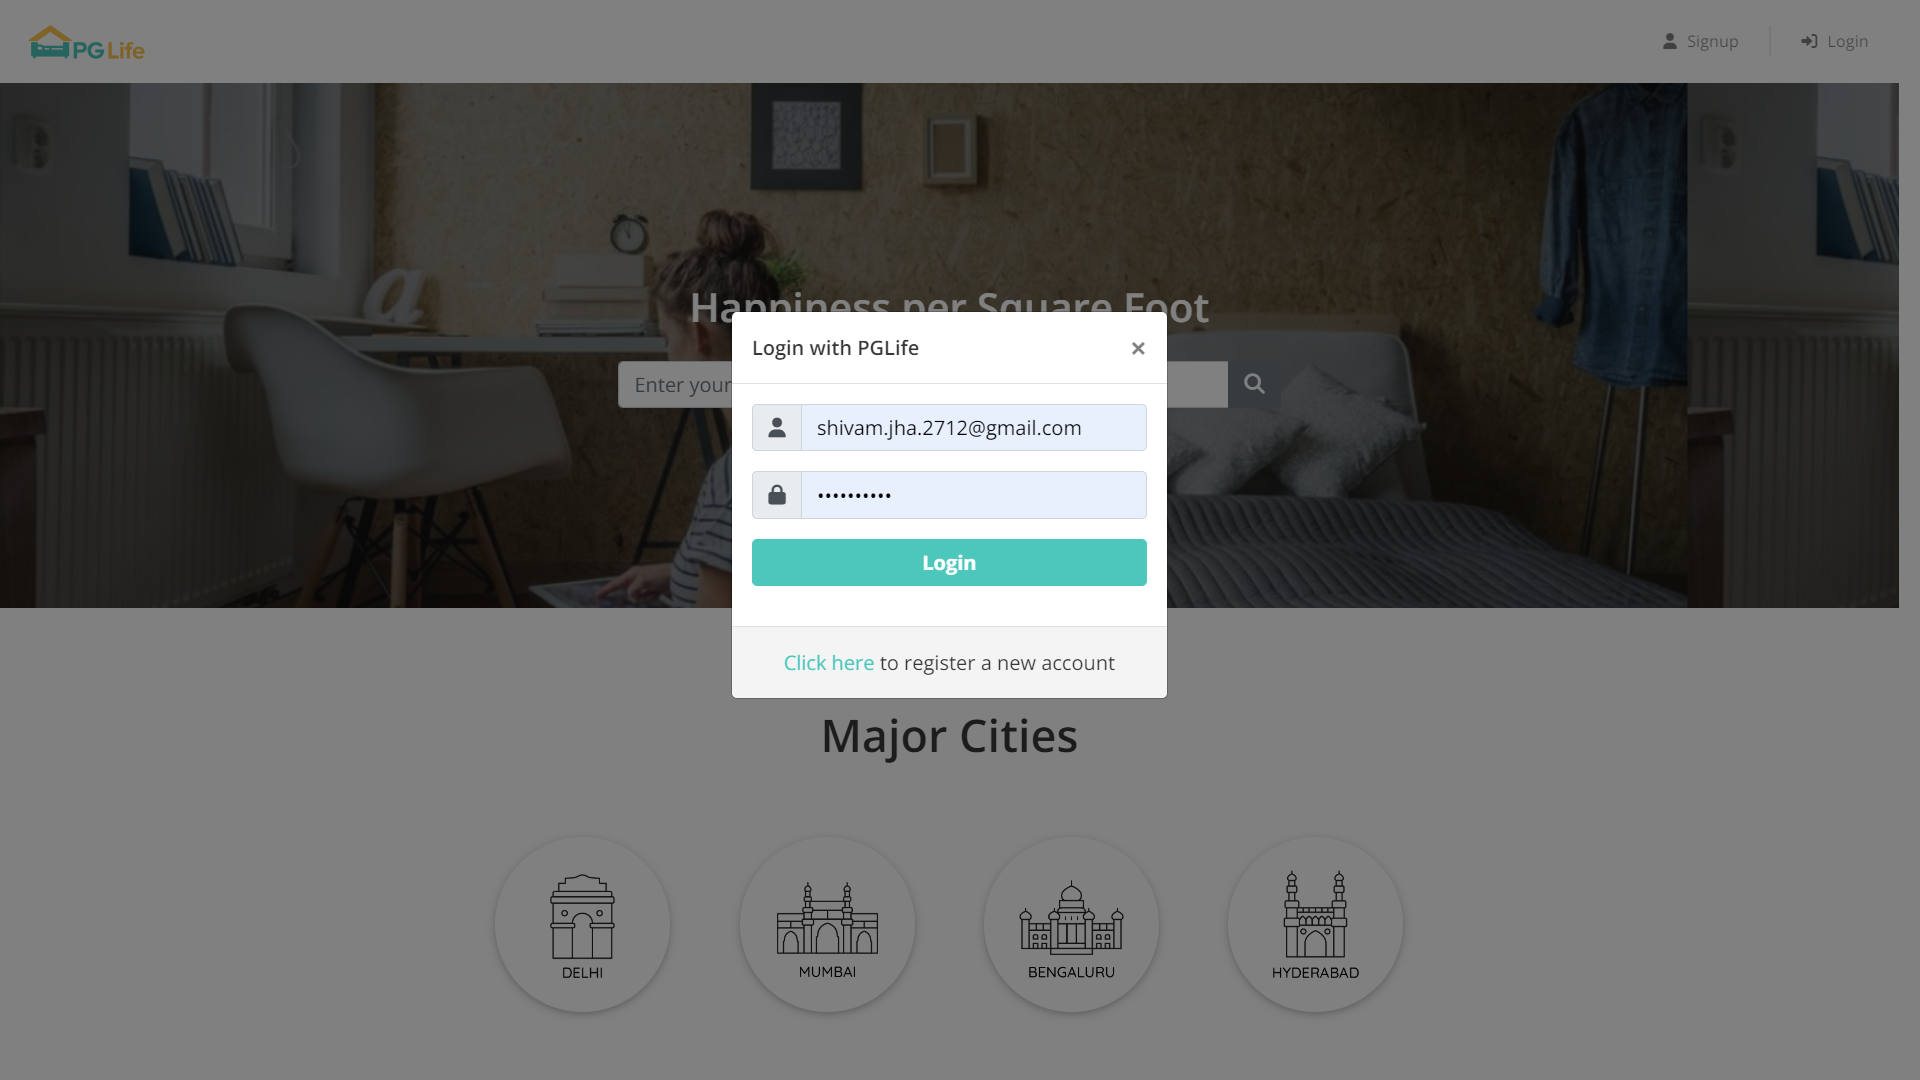 PG Life
Signup
Login
Happiness per Square Foot
Login with PGLife
×
Enter your
shivam.jha.2712@gmail.com
••••••••••
Login
Click here to register a new account
Major Cities
DELHI
MUMBAI
BENGALURU
HYDERABAD